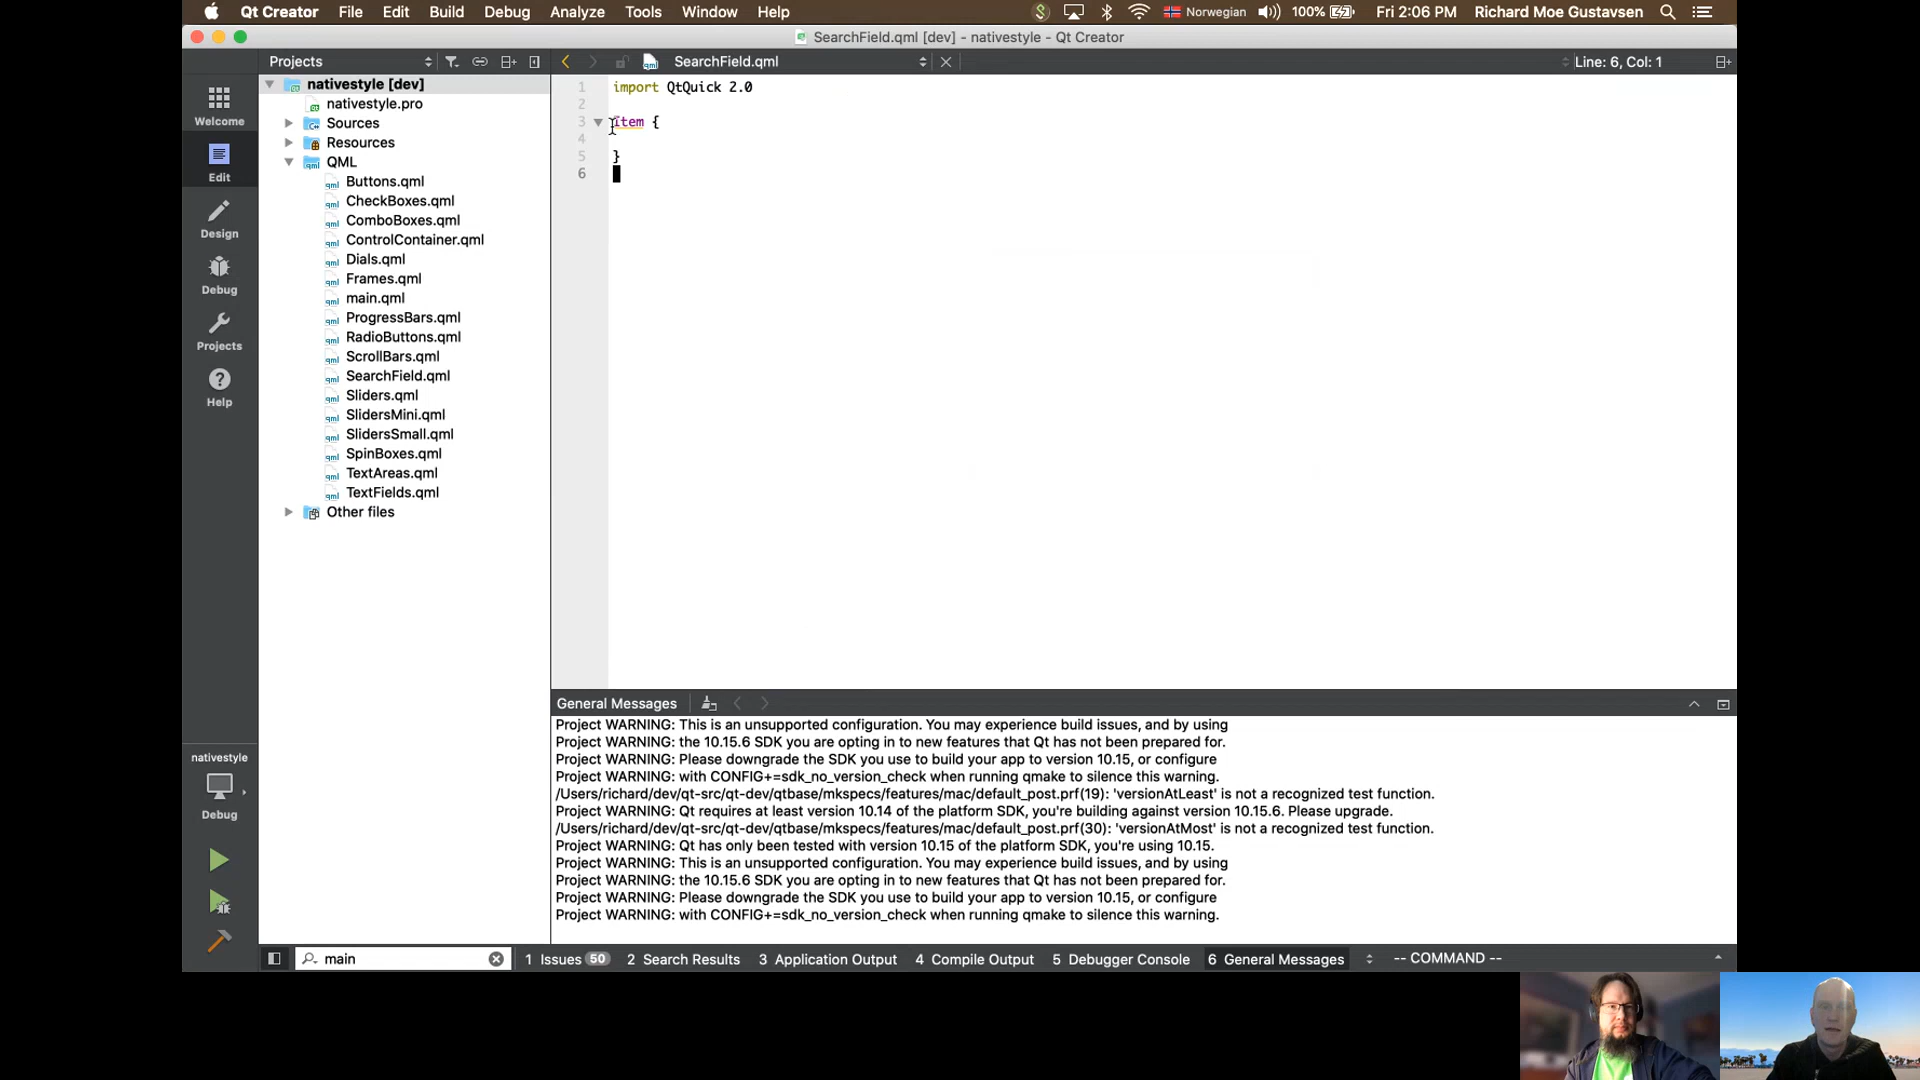 Qt Creator File Edit Build Debug Analyze Tools Window Help Norwegian 100% Fri 2:06 PM Richard Moe Gustavsen
SearchField.qml [dev] - nativestyle - Qt Creator
Projects SearchField.qml Line: 6, Col: 1
Welcome
Edit
Design
Debug
Projects
Help
nativestyle
Debug
nativestyle [dev]
nativestyle.pro
Sources
Resources
QML
Buttons.qml
CheckBoxes.qml
ComboBoxes.qml
ControlContainer.qml
Dials.qml
Frames.qml
main.qml
ProgressBars.qml
RadioButtons.qml
ScrollBars.qml
SearchField.qml
Sliders.qml
SlidersMini.qml
SlidersSmall.qml
SpinBoxes.qml
TextAreas.qml
TextFields.qml
Other files
1 import QtQuick 2.0
2
3 Item {
4
5 }
6
General Messages
Project WARNING: This is an unsupported configuration. You may experience build issues, and by using
Project WARNING: the 10.15.6 SDK you are opting in to new features that Qt has not been prepared for.
Project WARNING: Please downgrade the SDK you use to build your app to version 10.15, or configure
Project WARNING: with CONFIG+=sdk_no_version_check when running qmake to silence this warning.
/Users/richard/dev/qt-src/qt-dev/qtbase/mkspecs/features/mac/default_post.prf(19): 'versionAtLeast' is not a recognized test function.
Project WARNING: Qt requires at least version 10.14 of the platform SDK, you're building against version 10.15.6. Please upgrade.
/Users/richard/dev/qt-src/qt-dev/qtbase/mkspecs/features/mac/default_post.prf(30): 'versionAtMost' is not a recognized test function.
Project WARNING: Qt has only been tested with version 10.15 of the platform SDK, you're using 10.15.
Project WARNING: This is an unsupported configuration. You may experience build issues, and by using
Project WARNING: the 10.15.6 SDK you are opting in to new features that Qt has not been prepared for.
Project WARNING: Please downgrade the SDK you use to build your app to version 10.15, or configure
Project WARNING: with CONFIG+=sdk_no_version_check when running qmake to silence this warning.
main 1 Issues 50 2 Search Results 3 Application Output 4 Compile Output 5 Debugger Console 6 General Messages -- COMMAND --